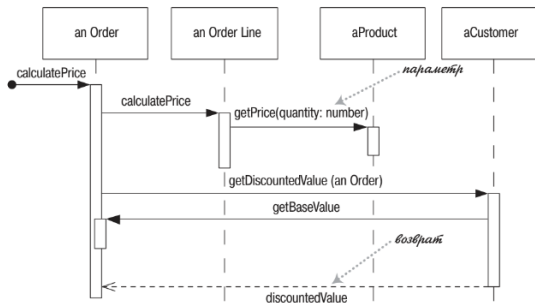 an Order
an Order Line
aProduct
aCustomer
calculatePrice
параметр
calculatePrice
getPrice(quantity: number)
getDiscountedValue (an Order)
getBaseValue
возврат
discountedValue